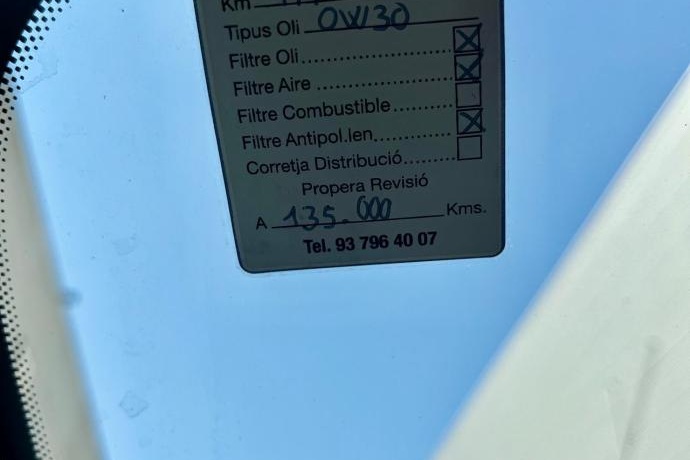 Km
Tipus Oli 0W30
Filtre Oli
Filtre Aire
Filtre Combustible
Filtre Antipol.len
Corretja Distribució
Propera Revisió
A 135.000 Kms.
Tel. 93 796 40 07